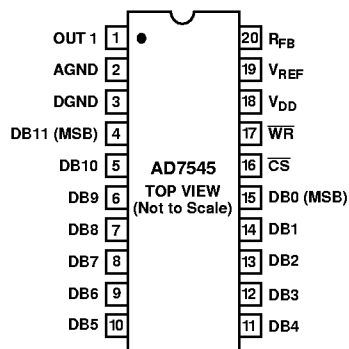 OUT 1 1
AGND 2
DGND 3
DB11 (MSB) 4
DB10 5
DB9 6
DB8 7
DB7 8
DB6 9
DB5 10
AD7545
TOP VIEW
(Not to Scale)
20 RFB
19 VREF
18 VDD
17 WR
16 CS
15 DB0 (MSB)
14 DB1
13 DB2
12 DB3
11 DB4